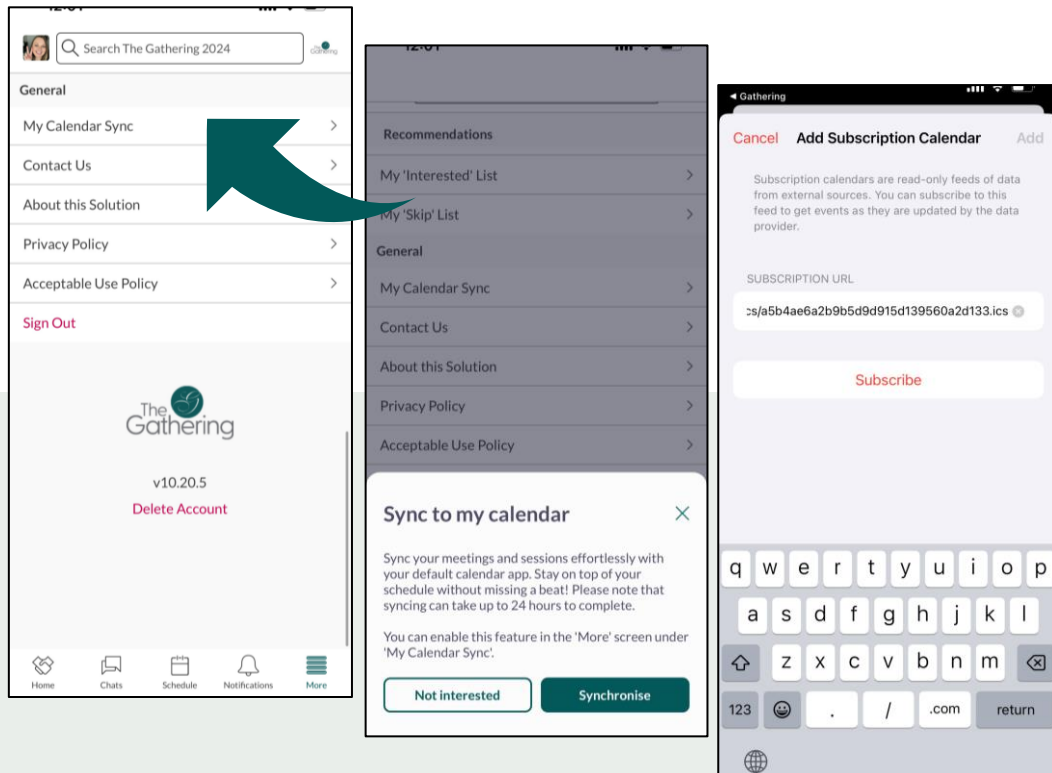 Search The Gathering 2024
General
My Calendar Sync
Contact Us
About this Solution
Privacy Policy
Acceptable Use Policy
Sign Out
The
Gathering
v10.20.5
Delete Account
Home
Chats
Schedule
Notifications
More
Recommendations
My 'Interested' List
My 'Skip' List
General
My Calendar Sync
Contact Us
About this Solution
Privacy Policy
Acceptable Use Policy
Sync to my calendar
Sync your meetings and sessions effortlessly with
your default calendar app. Stay on top of your
schedule without missing a beat! Please note that
syncing can take up to 24 hours to complete.
You can enable this feature in the 'More' screen under
'My Calendar Sync'.
Not interested
Synchronise
Gathering
Cancel Add Subscription Calendar Add
Subscription calendars are read-only feeds of data
from external sources. You can subscribe to this
feed to get events as they are updated by the data
provider.
SUBSCRIPTION URL
cs/a5b4ae6a2b9b5d9d915d139560a2d133.ics
Subscribe
q w e r t y u i o p
a s d f g h j k l
z x c v b n m
123 . / .com return